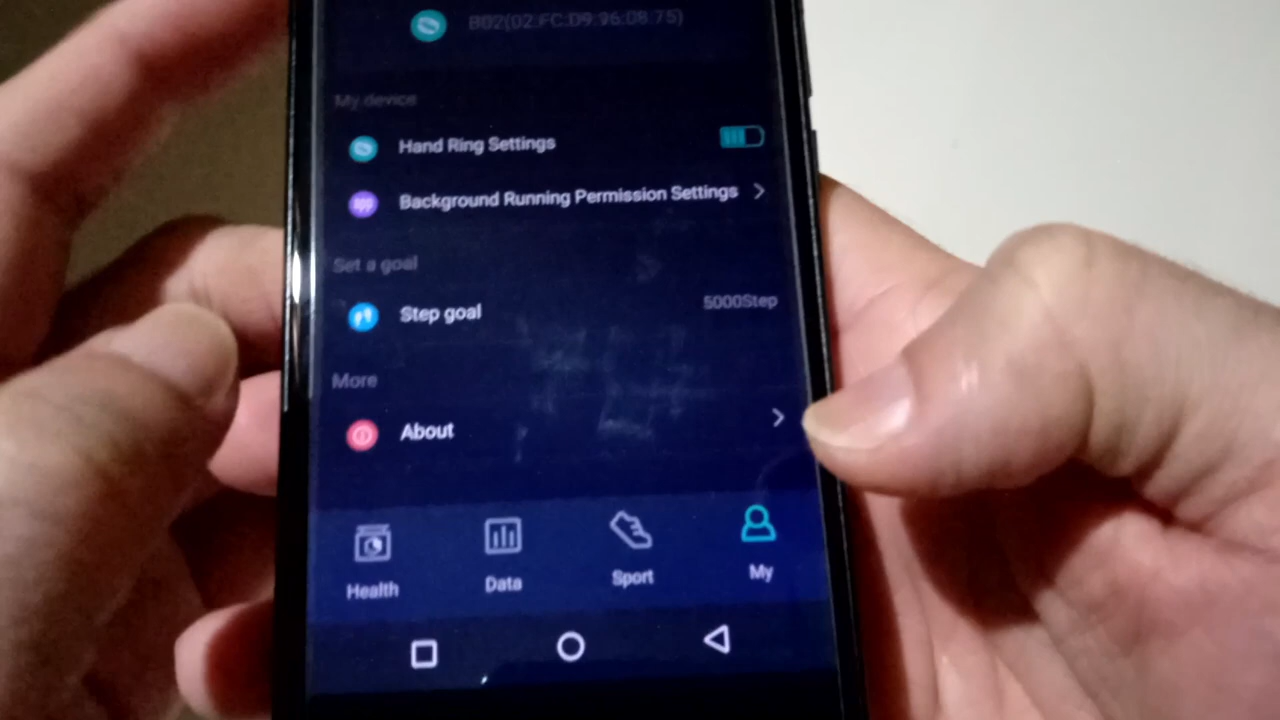 B02(02:FC:D9:96:D8:75)
My device
Hand Ring Settings
Background Running Permission Settings
Set a goal
Step goal
5000Step
More
About
Health
Data
Sport
My